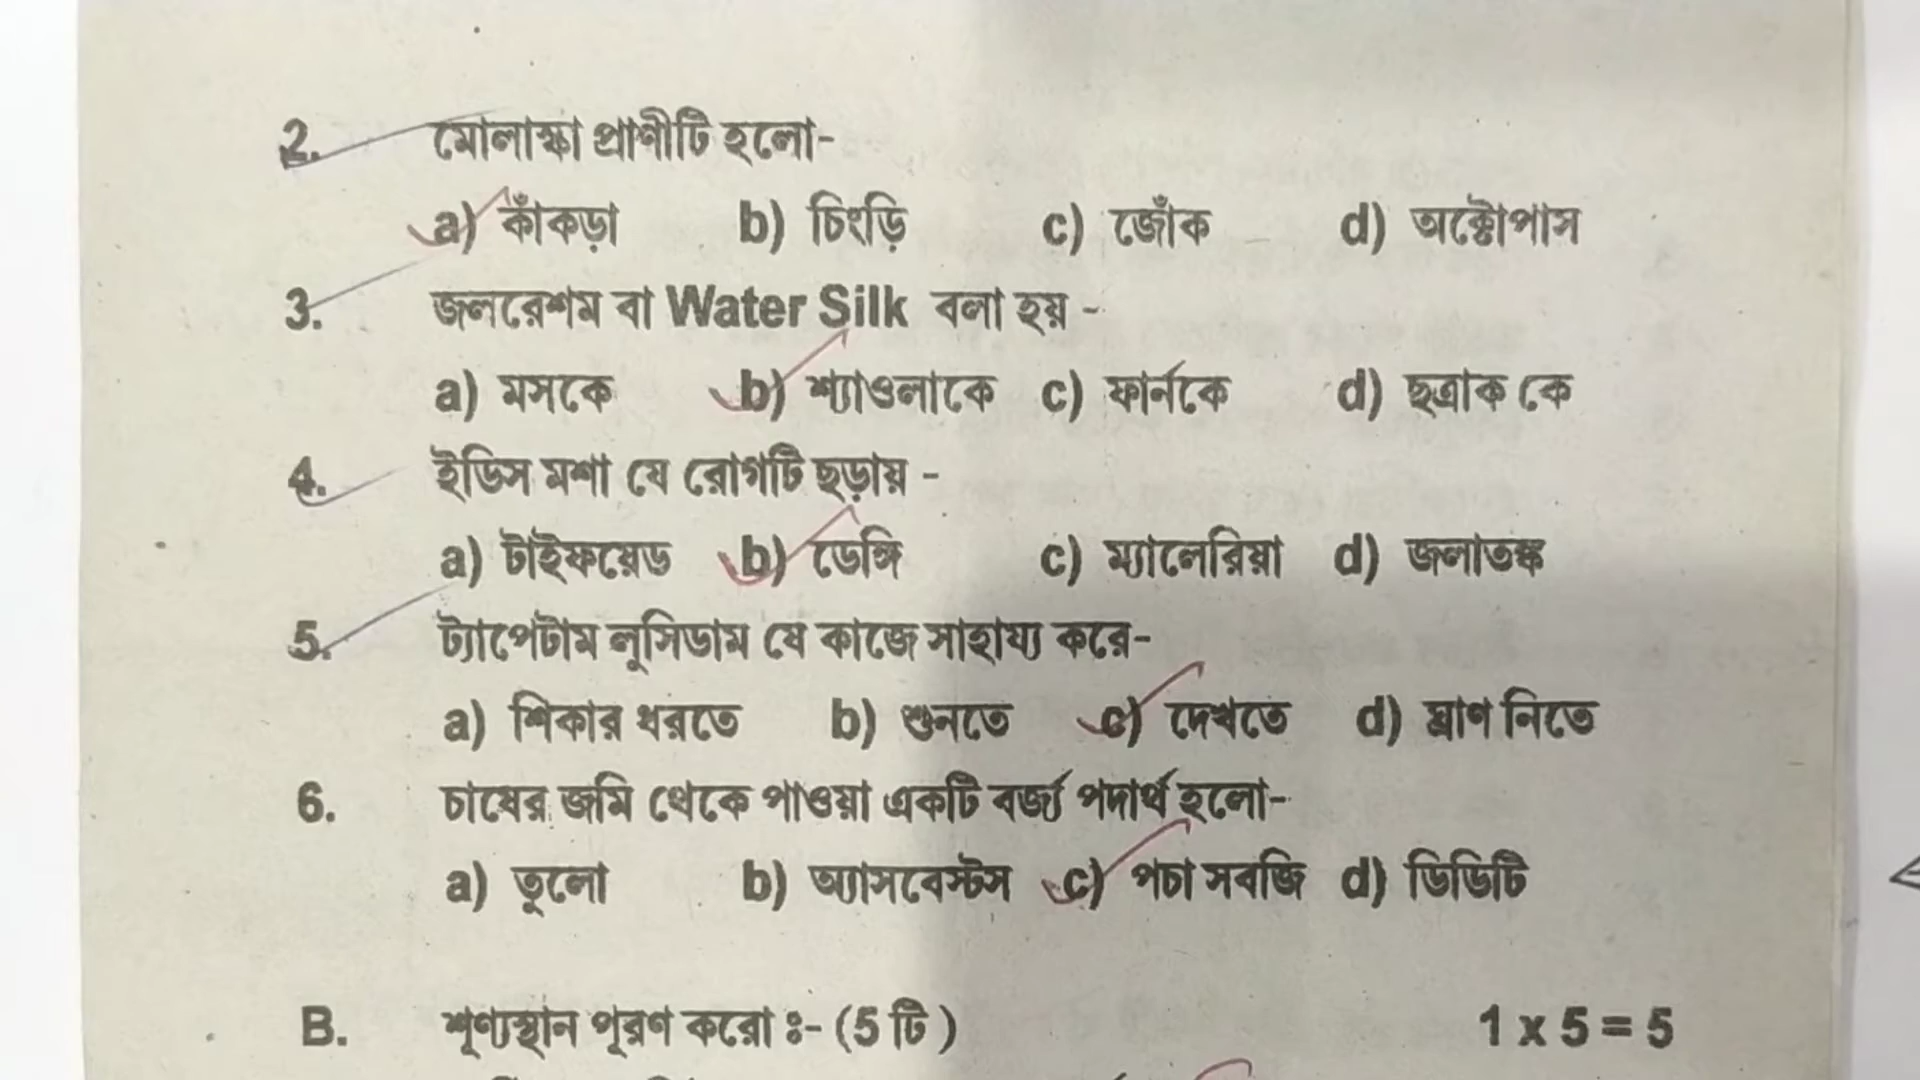 2. মোলাস্কা প্রাণীটি হলো-
a) কাঁকড়া b) চিংড়ি c) জোঁক d) অক্টোপাস
3. জলরেশম বা Water Silk বলা হয় -
a) মসকে b) শ্যাওলাকে c) ফার্নকে d) ছত্রাক কে
4. ইডিস মশা যে রোগটি ছড়ায় -
a) টাইফয়েড b) ডেঙ্গি c) ম্যালেরিয়া d) জলাতঙ্ক
5. ট্যাপেটাম লুসিডাম যে কাজে সাহায্য করে-
a) শিকার ধরতে b) শুনতে c) দেখতে d) ঘ্রাণ নিতে
6. চাষের জমি থেকে পাওয়া একটি বর্জ্য পদার্থ হলো-
a) তুলো b) অ্যাসবেস্টস c) পচা সবজি d) ডিডিটি
B. শূণ্যস্থান পূরণ করো ঃ- (5 টি ) 1 x 5 = 5